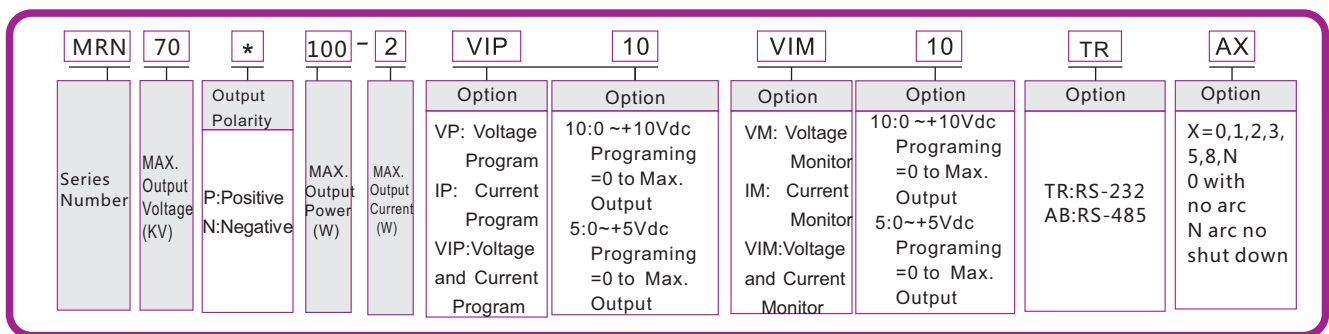 MRN 70 * 100 - 2 VIP 10 VIM 10 TR AX
Series
Number
MAX.
Output
Voltage
(KV)
Output
Polarity
P:Positive
N:Negative
MAX.
Output
Power
(W)
MAX.
Output
Current
(W)
Option
VP: Voltage
Program
IP: Current
Program
VIP:Voltage
and Current
Program
Option
10:0 ~+10Vdc
Programing
=0 to Max.
Output
5:0~+5Vdc
Programing
=0 to Max.
Output
Option
VM: Voltage
Monitor
IM: Current
Monitor
VIM:Voltage
and Current
Monitor
Option
10:0 ~+10Vdc
Programing
=0 to Max.
Output
5:0~+5Vdc
Programing
=0 to Max.
Output
Option
TR:RS-232
AB:RS-485
Option
X=0,1,2,3,
5,8,N
0 with
no arc
N arc no
shut down